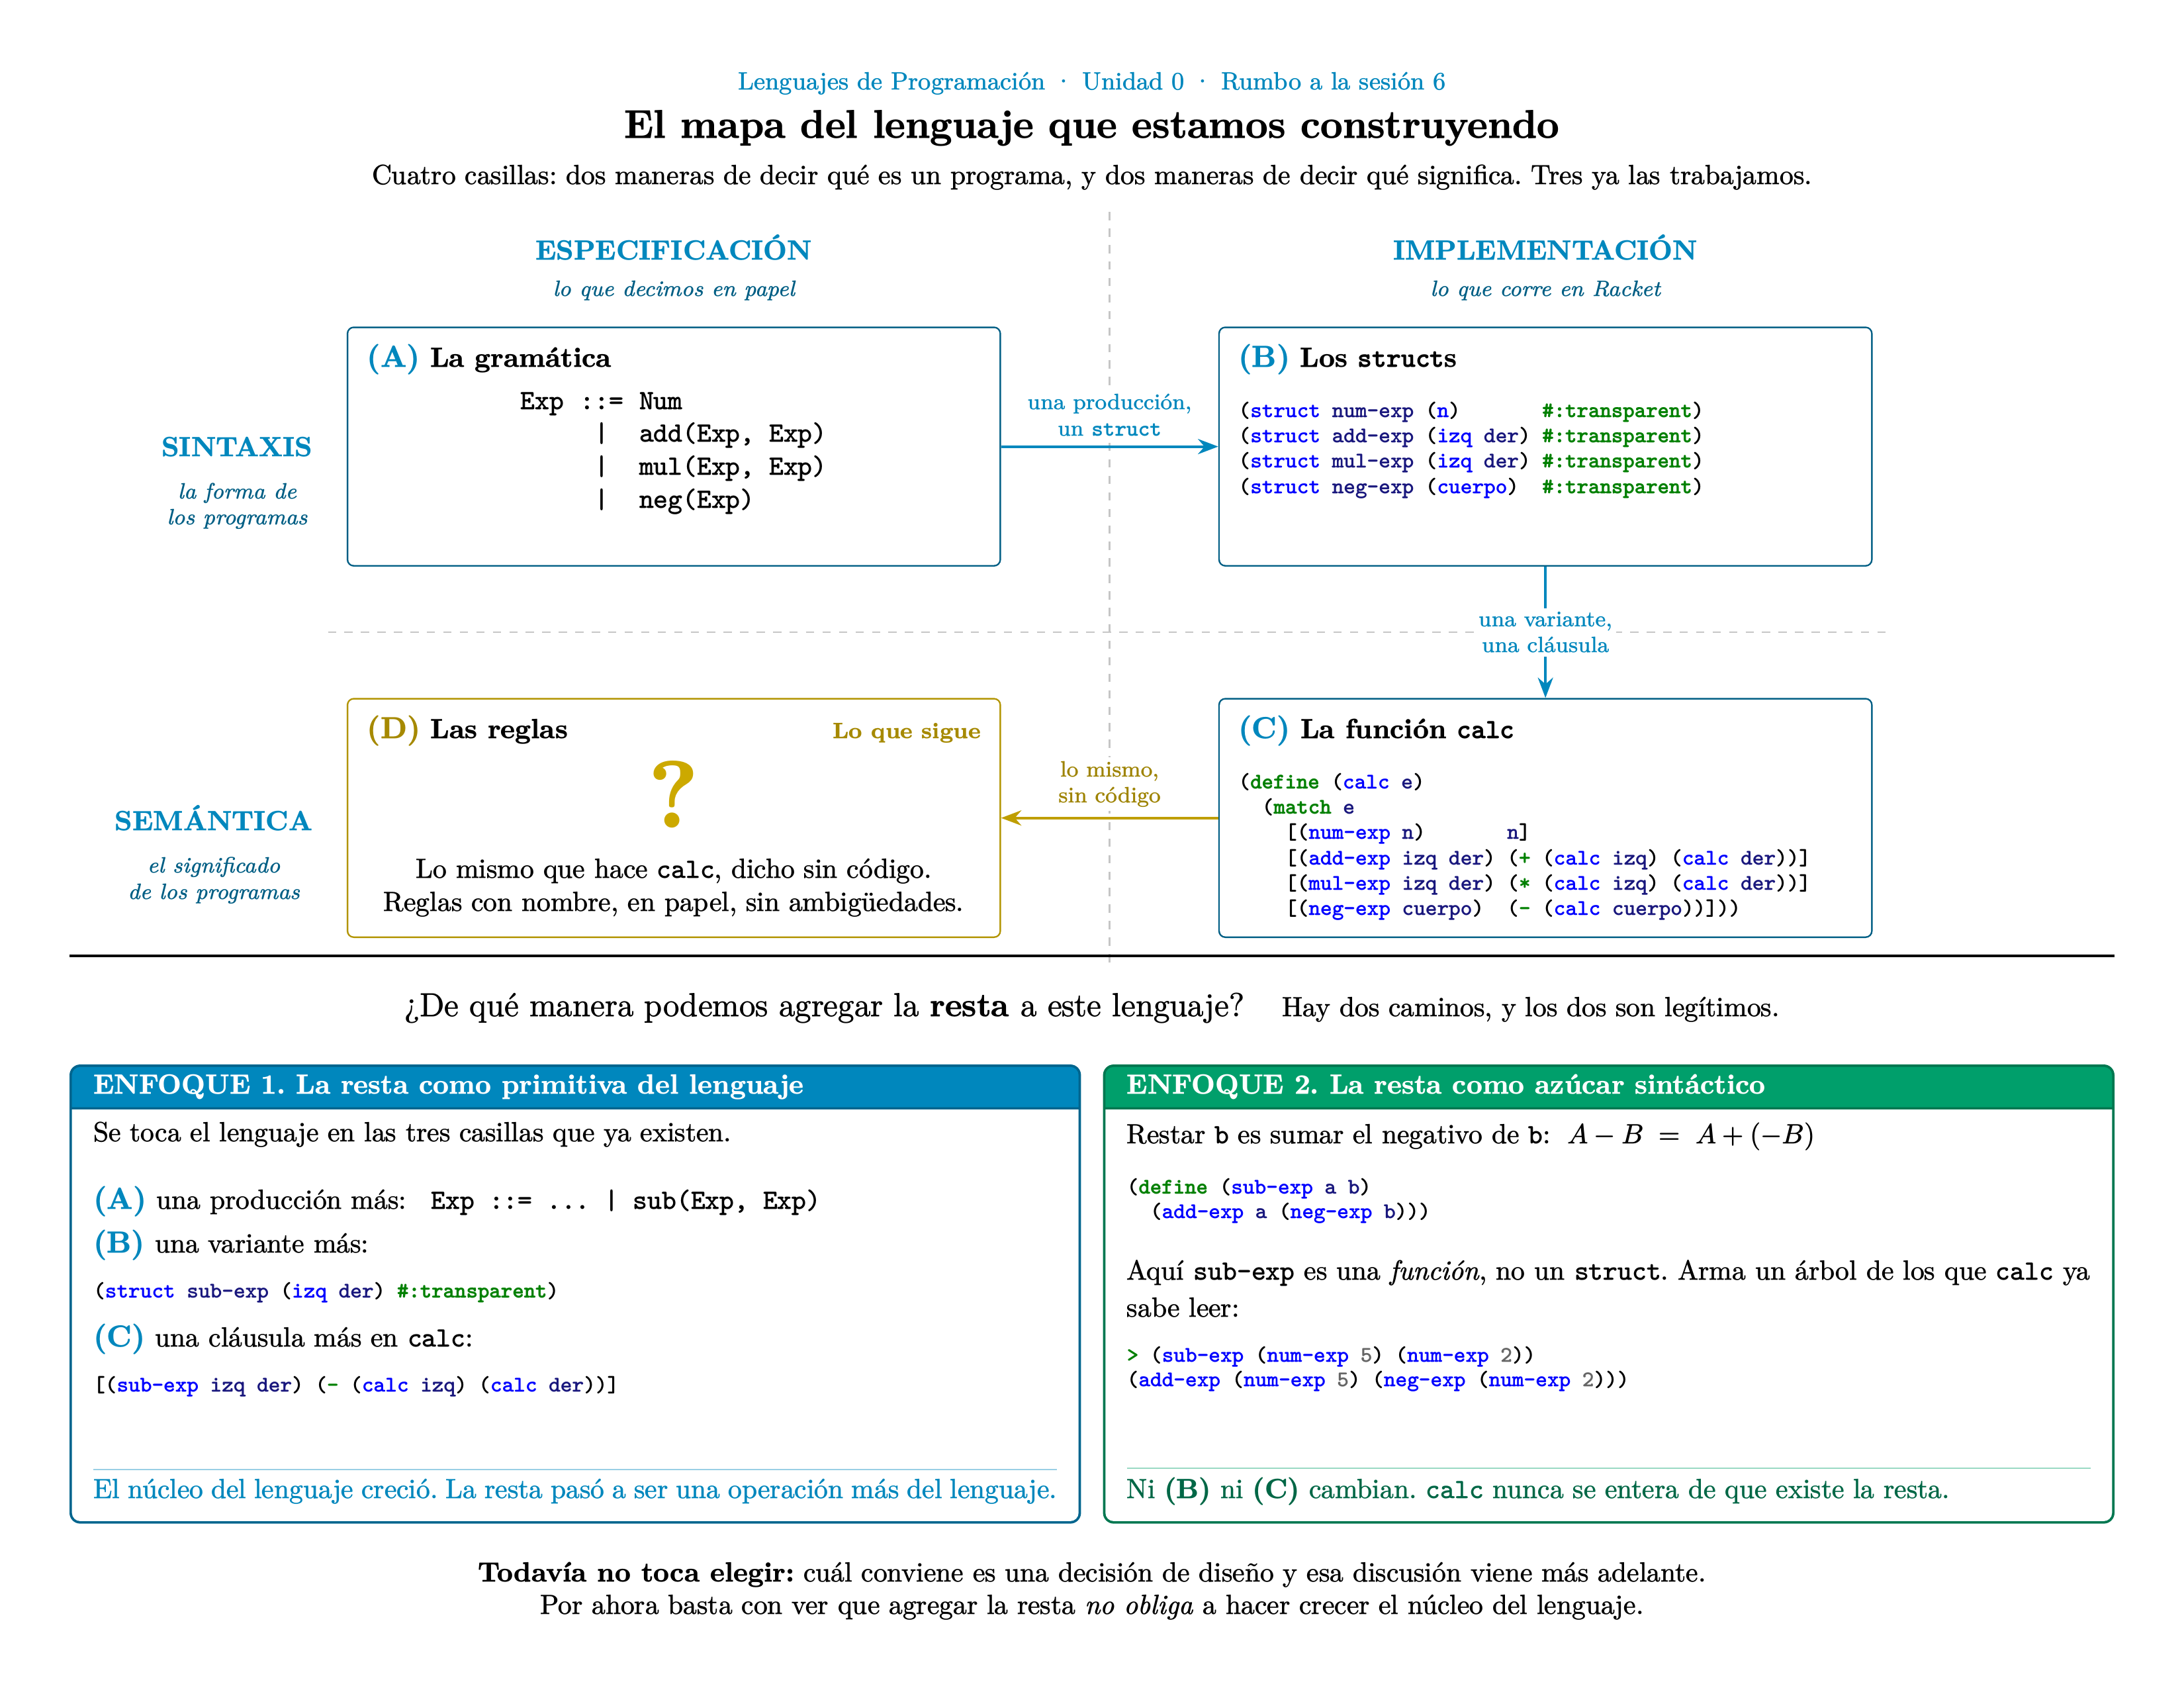 Lenguajes de Programación · Unidad 0 · Rumbo a la sesión 6
El mapa del lenguaje que estamos construyendo
Cuatro casillas: dos maneras de decir qué es un programa, y dos maneras de decir qué significa. Tres ya las trabajamos.
ESPECIFICACIÓN
lo que decimos en papel
IMPLEMENTACIÓN
lo que corre en Racket
SINTAXIS
la forma de
los programas
(A) La gramática
Exp ::= Num
| add(Exp, Exp)
| mul(Exp, Exp)
| neg(Exp)
una producción,
un struct
(B) Los structs
(struct num-exp (n)       #:transparent)
(struct add-exp (izq der) #:transparent)
(struct mul-exp (izq der) #:transparent)
(struct neg-exp (cuerpo)  #:transparent)
una variante,
una cláusula
SEMÁNTICA
el significado
de los programas
(D) Las reglas
Lo que sigue
?
Lo mismo que hace calc, dicho sin código.
Reglas con nombre, en papel, sin ambigüedades.
lo mismo,
sin código
(C) La función calc
(define (calc e)
  (match e
    [(num-exp n)       n]
    [(add-exp izq der) (+ (calc izq) (calc der))]
    [(mul-exp izq der) (* (calc izq) (calc der))]
    [(neg-exp cuerpo)  (- (calc cuerpo))]))
¿De qué manera podemos agregar la resta a este lenguaje? Hay dos caminos, y los dos son legítimos.
ENFOQUE 1. La resta como primitiva del lenguaje
Se toca el lenguaje en las tres casillas que ya existen.
(A) una producción más: Exp ::= ... | sub(Exp, Exp)
(B) una variante más:
(struct sub-exp (izq der) #:transparent)
(C) una cláusula más en calc:
[(sub-exp izq der) (- (calc izq) (calc der))]
El núcleo del lenguaje creció. La resta pasó a ser una operación más del lenguaje.
ENFOQUE 2. La resta como azúcar sintáctico
Restar b es sumar el negativo de b: A − B = A + (−B)
(define (sub-exp a b)
  (add-exp a (neg-exp b)))
Aquí sub-exp es una función, no un struct. Arma un árbol de los que calc ya
sabe leer:
> (sub-exp (num-exp 5) (num-exp 2))
(add-exp (num-exp 5) (neg-exp (num-exp 2)))
Ni (B) ni (C) cambian. calc nunca se entera de que existe la resta.
Todavía no toca elegir: cuál conviene es una decisión de diseño y esa discusión viene más adelante.
Por ahora basta con ver que agregar la resta no obliga a hacer crecer el núcleo del lenguaje.